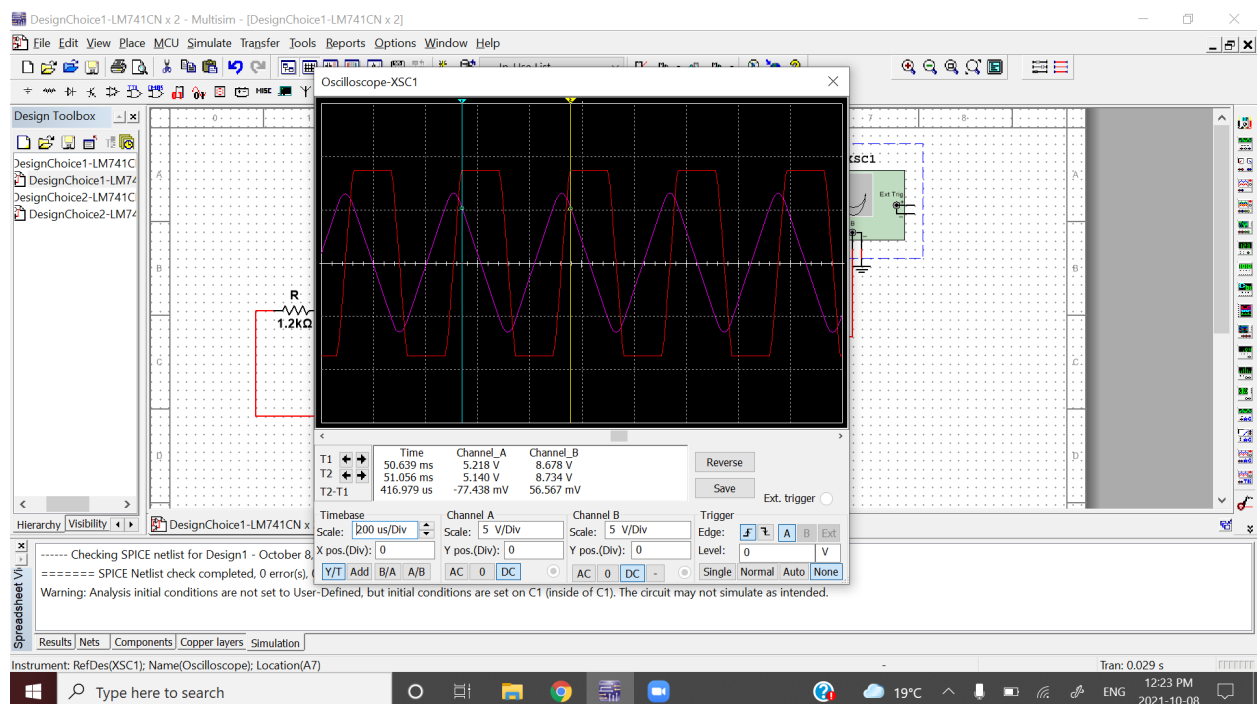 DesignChoice1-LM741CN x 2 - Multisim - [DesignChoice1-LM741CN x 2]
File Edit View Place MCU Simulate Transfer Tools Reports Options Window Help
Oscilloscope-XSC1
Design Toolbox
DesignChoice1-LM741C
DesignChoice1-LM74
DesignChoice2-LM741C
DesignChoice2-LM74
0
1
7
8
A
B
C
D
A
B
C
D
XSC1
Ext Trig
B
R
1.2kΩ
T1
T2
T2-T1
Time Channel_A Channel_B
50.639 ms 5.218 V 8.678 V
51.056 ms 5.140 V 8.734 V
416.979 us -77.438 mV 56.567 mV
Reverse
Save
Ext. trigger
Timebase
Scale: 200 us/Div
X pos.(Div): 0
Y/T Add B/A A/B
Channel A
Scale: 5 V/Div
Y pos.(Div): 0
AC 0 DC
Channel B
Scale: 5 V/Div
Y pos.(Div): 0
AC 0 DC -
Trigger
Edge: A B Ext
Level: 0 V
Single Normal Auto None
Hierarchy Visibility
DesignChoice1-LM741CN x
------ Checking SPICE netlist for Design1 - October 8,
======= SPICE Netlist check completed, 0 error(s),
Warning: Analysis initial conditions are not set to User-Defined, but initial conditions are set on C1 (inside of C1). The circuit may not simulate as intended.
Spreadsheet Vi
Results Nets Components Copper layers Simulation
Instrument: RefDes(XSC1); Name(Oscilloscope); Location(A7)
-
Tran: 0.029 s
Type here to search
19°C
ENG
12:23 PM
2021-10-08